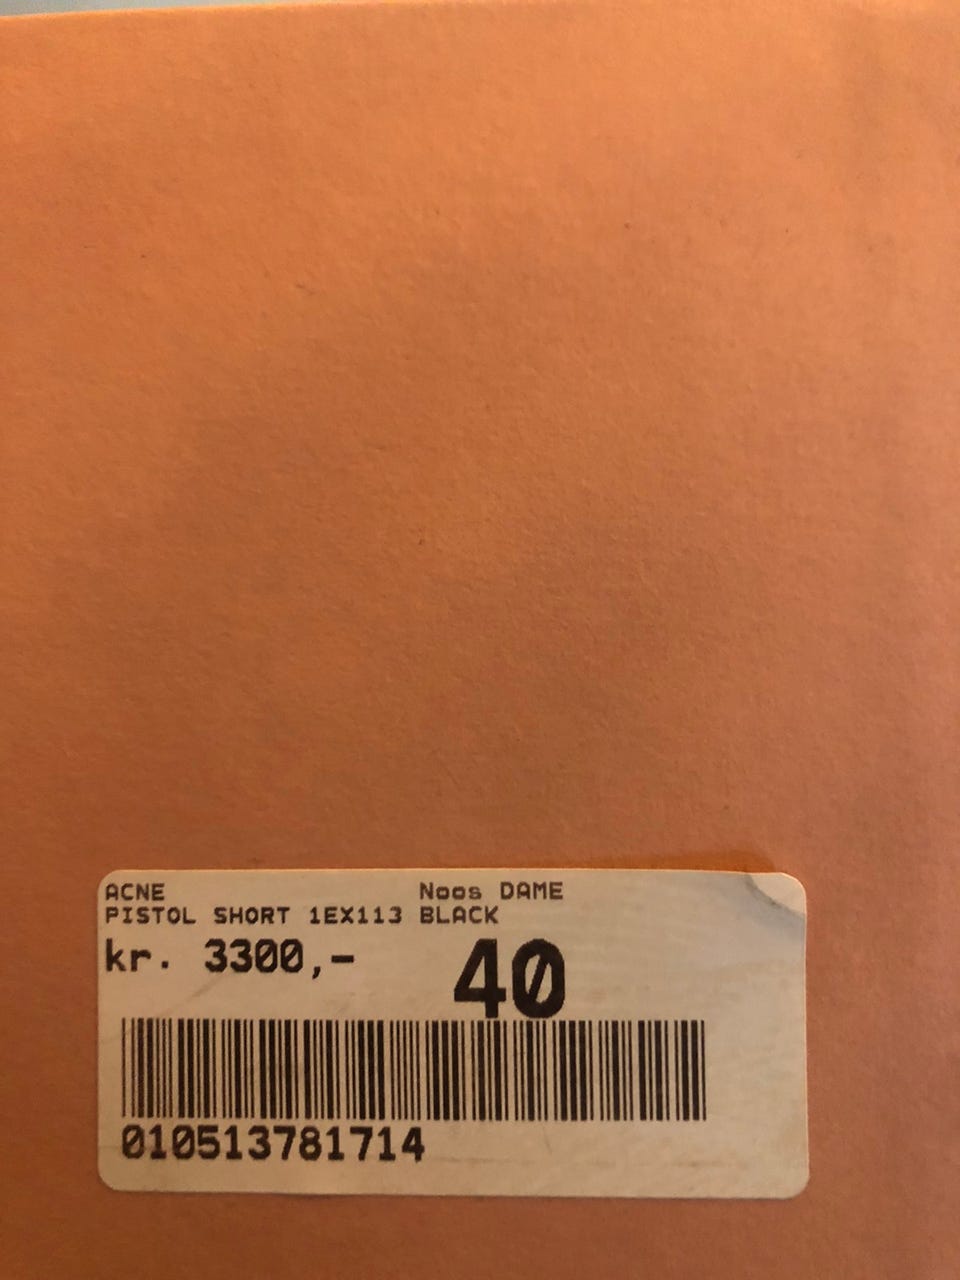 ACNE Noos DAME
PISTOL SHORT 1EX113 BLACK
kr. 3300,- 40
010513781714